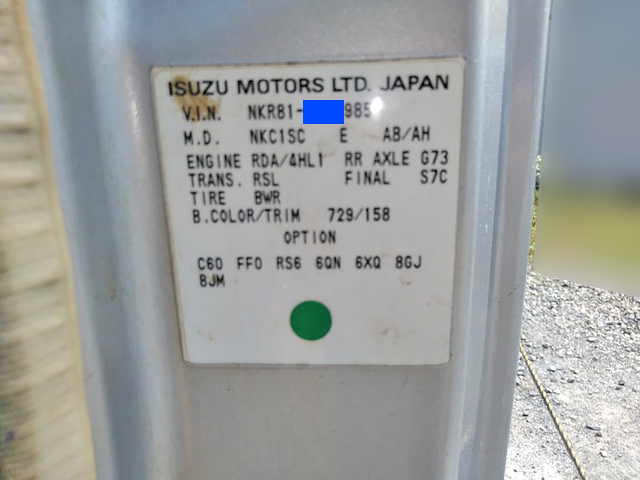 ISUZU MOTORS LTD. JAPAN
V.I.N. NKR81- 985
M.D. NKC1SC E AB/AH
ENGINE RDA/4HL1 RR AXLE G73
TRANS. RSL FINAL S7C
TIRE BWR
B.COLOR/TRIM 729/158
OPTION
C60 FF0 RS6 6QN 6XQ 8GJ
8JM